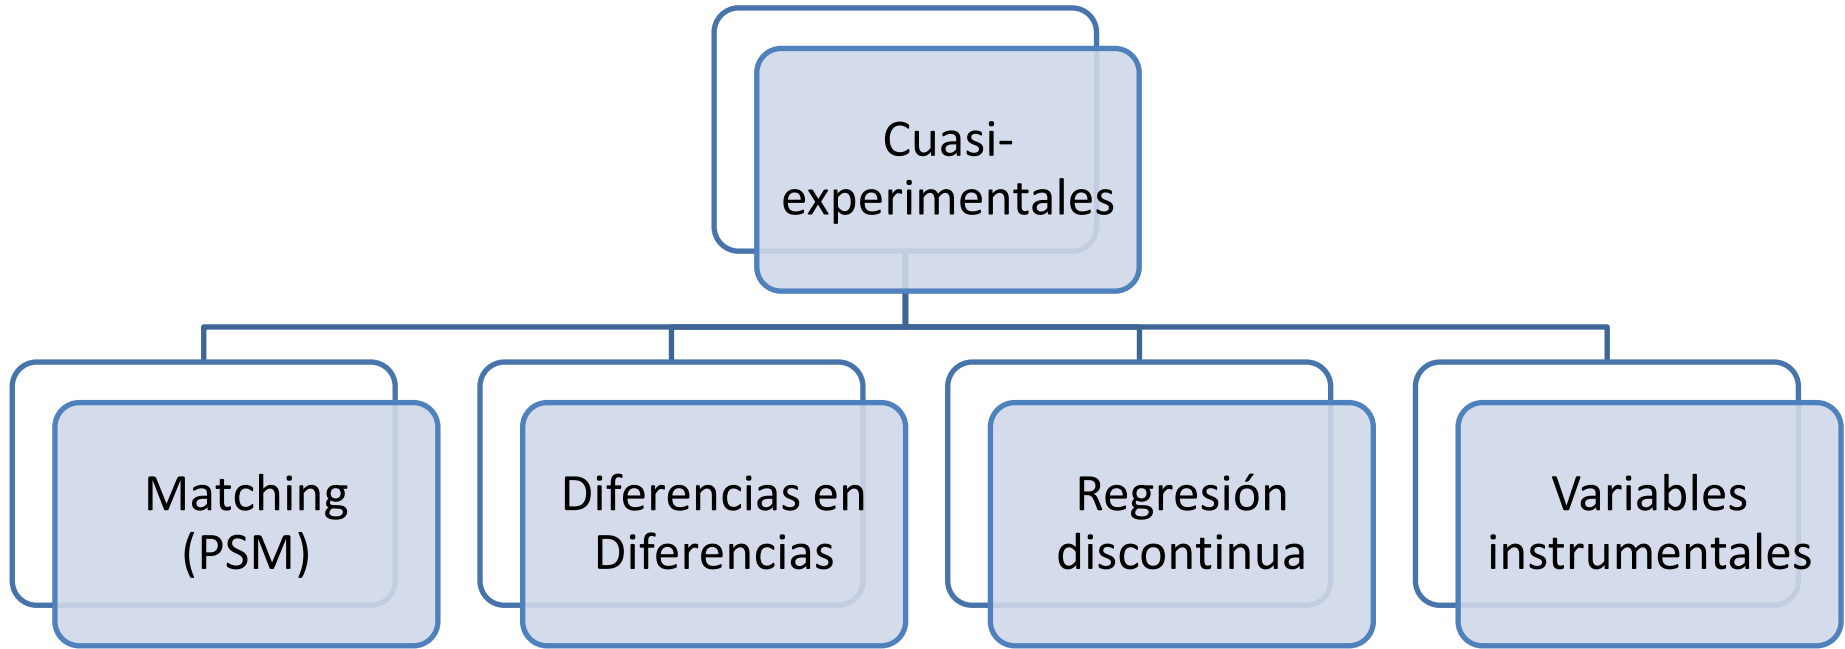 Cuasi-
experimentales
Matching
(PSM)
Diferencias en
Diferencias
Regresión
discontinua
Variables
instrumentales